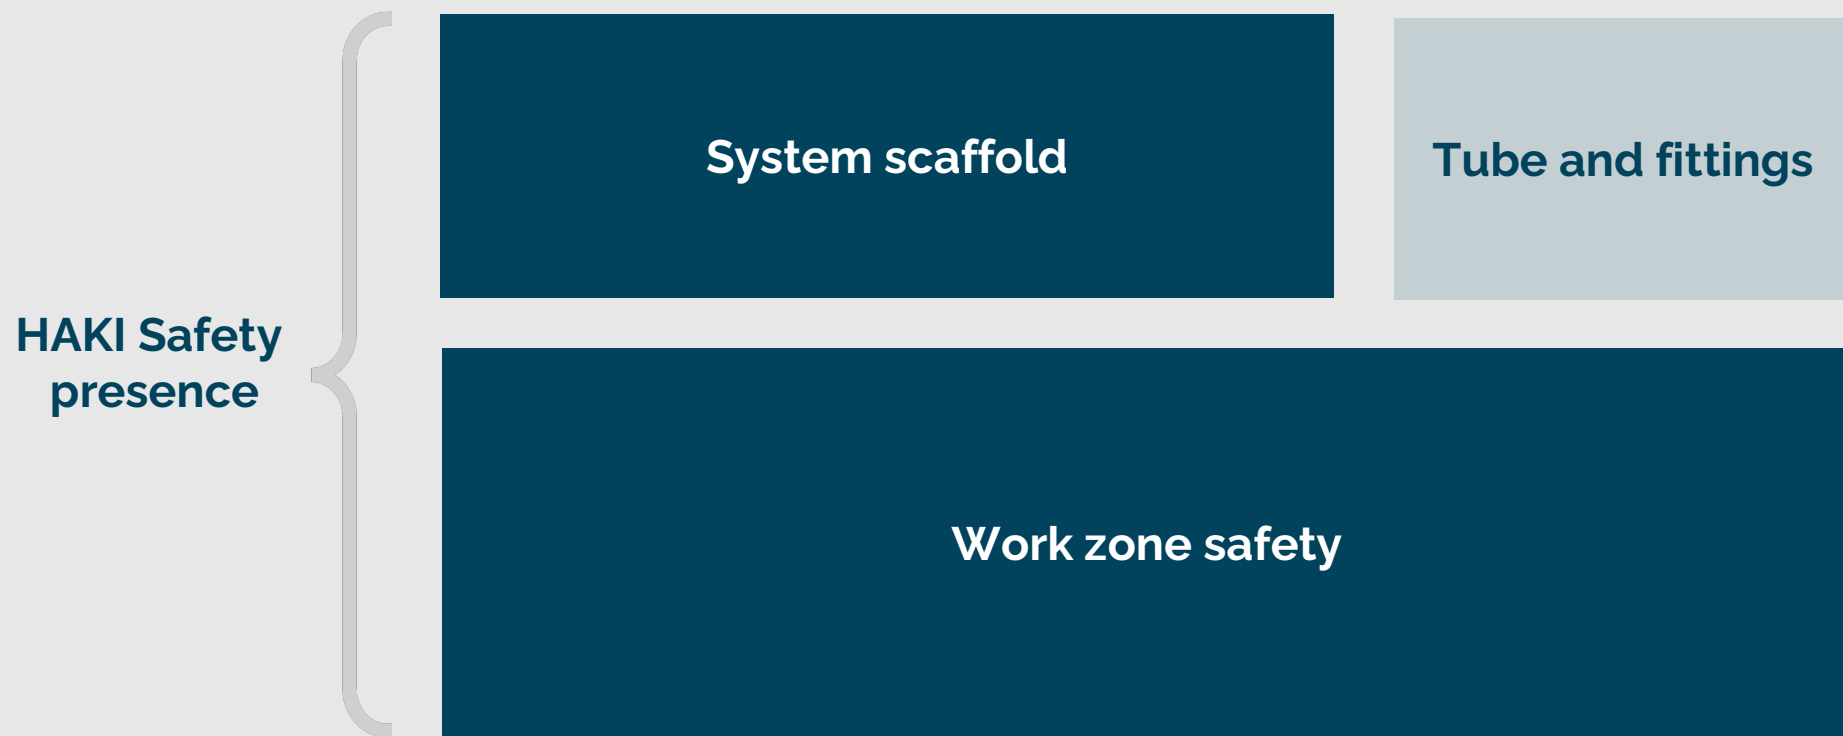 System scaffold
Tube and fittings
HAKI Safety
presence
Work zone safety